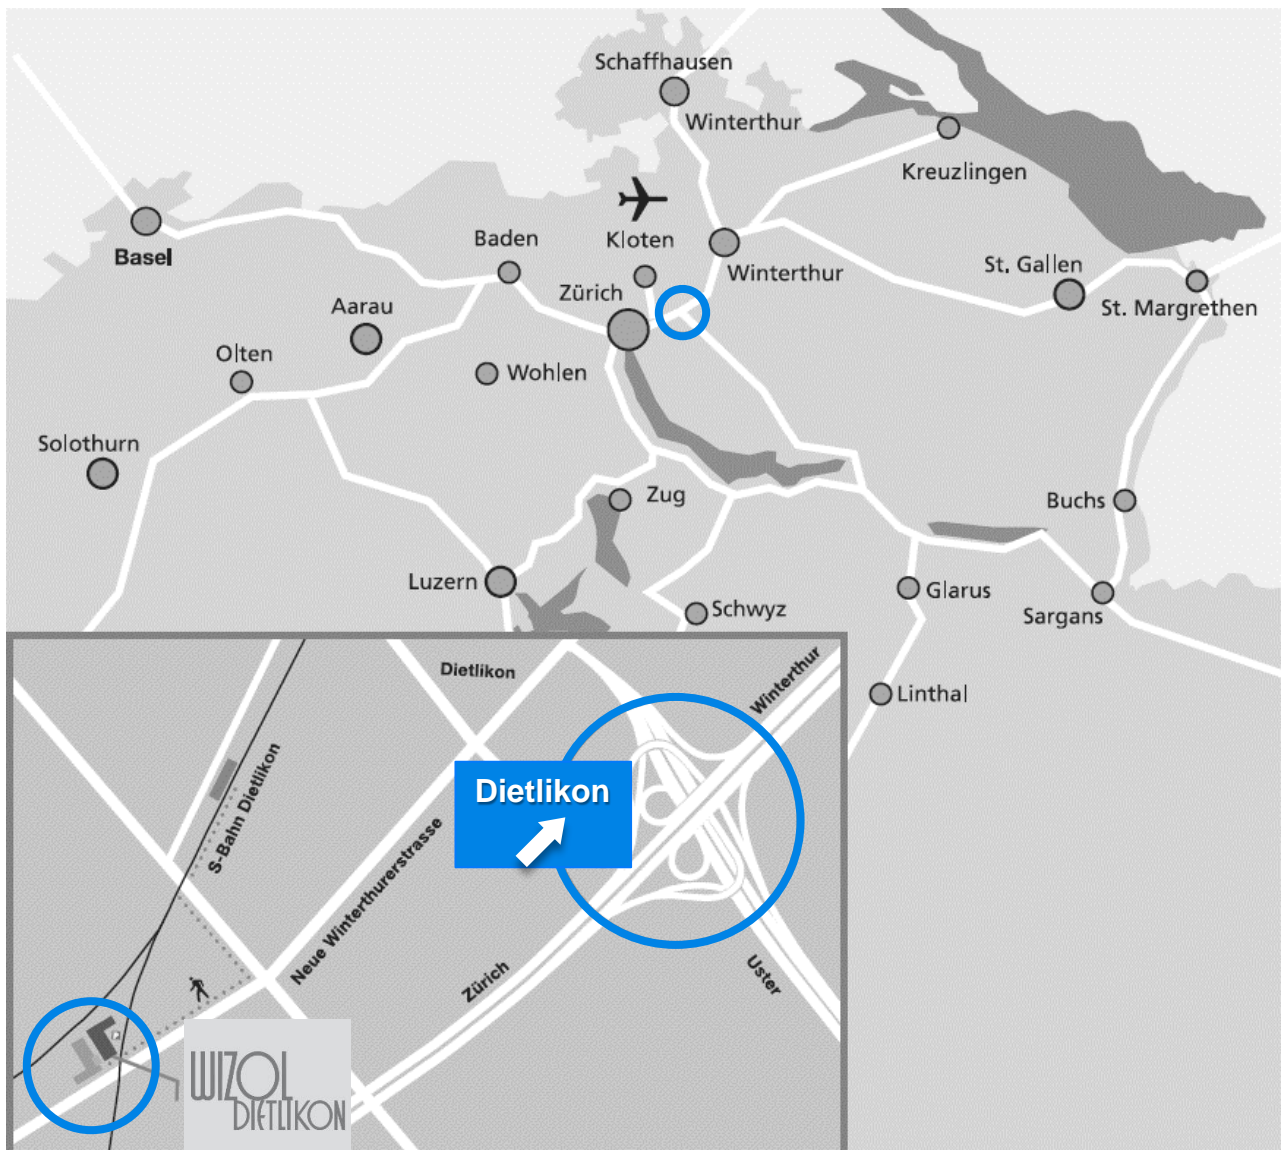 Schaffhausen
Winterthur
Kreuzlingen
Basel
Baden
Kloten
Winterthur
St. Gallen
St. Margrethen
Zürich
Aarau
Olten
Wohlen
Solothurn
Zug
Buchs
Luzern
Glarus
Schwyz
Sargans
Linthal
Dietlikon
Winterthur
S-Bahn Dietlikon
Dietlikon
Neue Winterthurerstrasse
Zürich
Uster
WIZOL
DIETLIKON